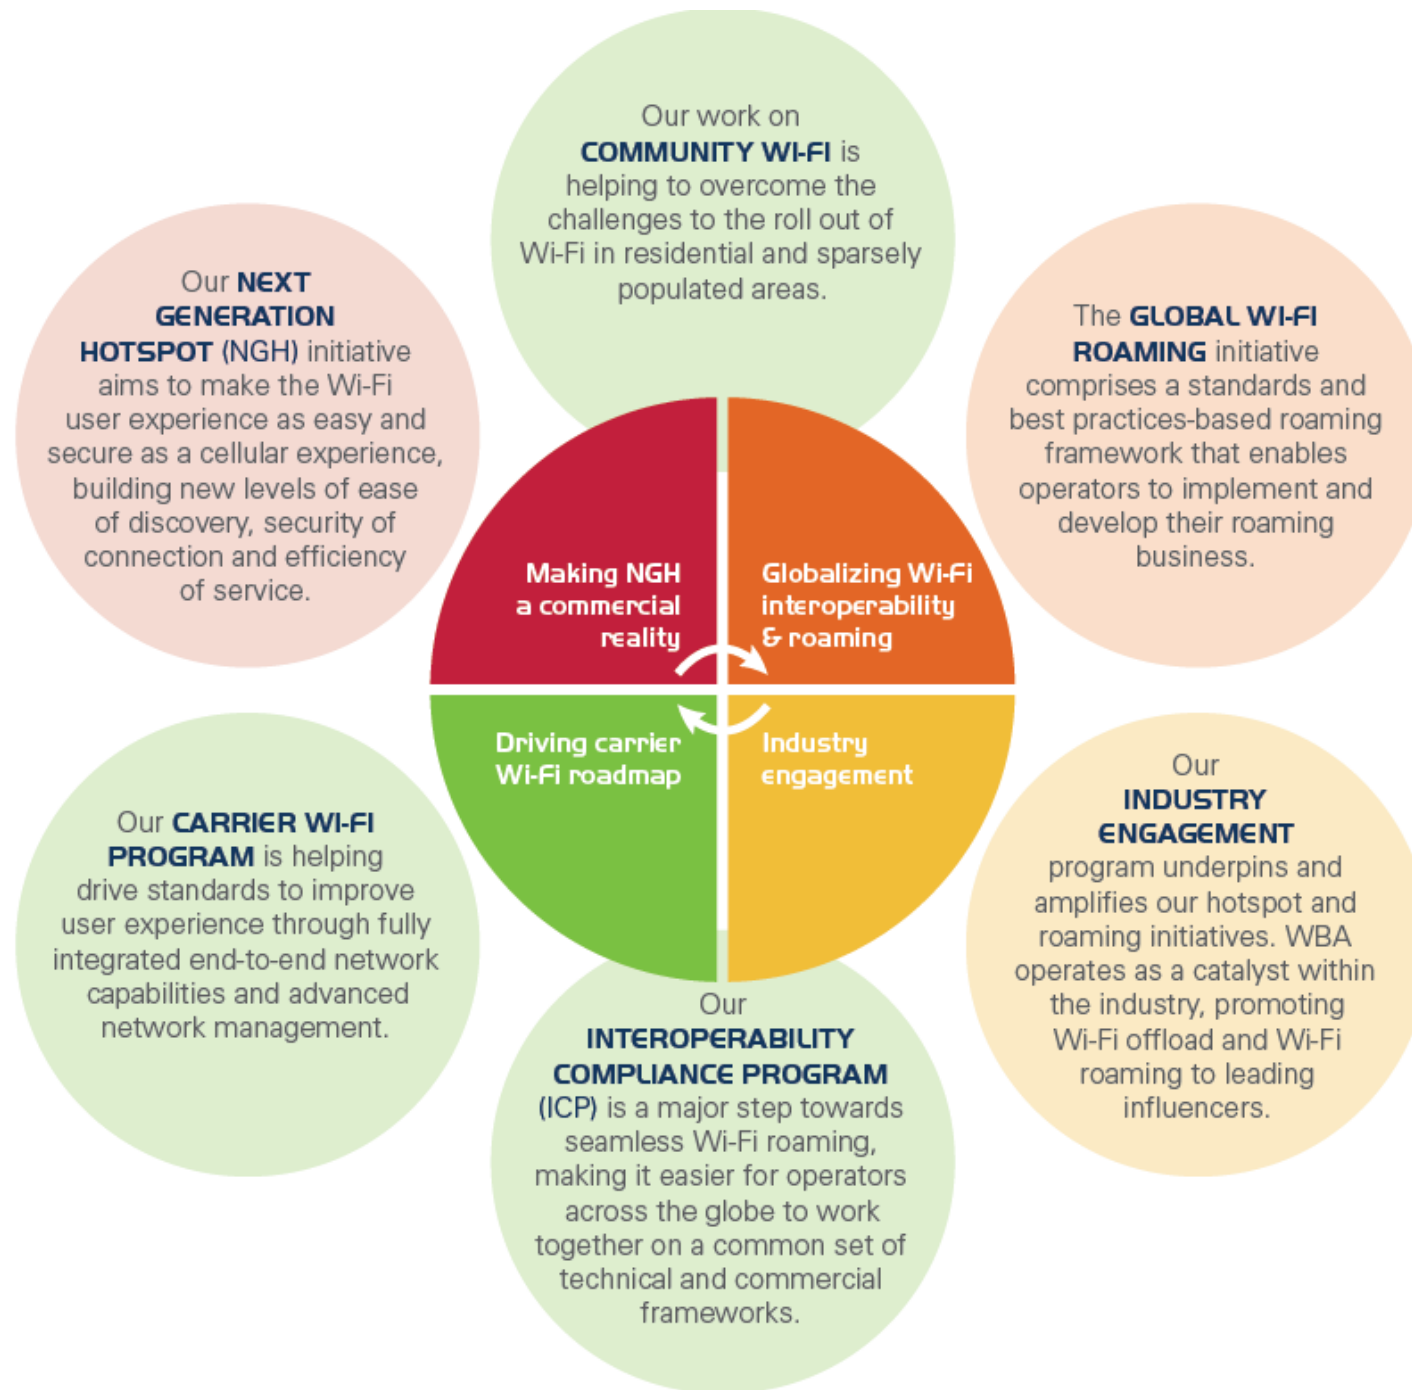 Our work on
COMMUNITY WI-FI is
helping to overcome the
challenges to the roll out of
Wi-Fi in residential and sparsely
populated areas.
Our NEXT
GENERATION
HOTSPOT (NGH) initiative
aims to make the Wi-Fi
user experience as easy and
secure as a cellular experience,
building new levels of ease
of discovery, security of
connection and efficiency
of service.
The GLOBAL WI-FI
ROAMING initiative
comprises a standards and
best practices-based roaming
framework that enables
operators to implement and
develop their roaming
business.
Making NGH
a commercial
reality
Globalizing Wi-Fi
interoperability
& roaming
Driving carrier
Wi-Fi roadmap
Industry
engagement
Our CARRIER WI-FI
PROGRAM is helping
drive standards to improve
user experience through fully
integrated end-to-end network
capabilities and advanced
network management.
Our
INDUSTRY
ENGAGEMENT
program underpins and
amplifies our hotspot and
roaming initiatives. WBA
operates as a catalyst within
the industry, promoting
Wi-Fi offload and Wi-Fi
roaming to leading
influencers.
Our
INTEROPERABILITY
COMPLIANCE PROGRAM
(ICP) is a major step towards
seamless Wi-Fi roaming,
making it easier for operators
across the globe to work
together on a common set of
technical and commercial
frameworks.